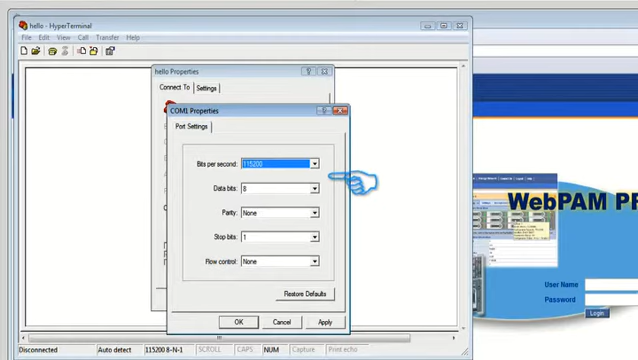 hello - HyperTerminal
File Edit View Call Transfer Help
hello Properties
Connect To Settings
COM1 Properties
Port Settings
Bits per second: 115200
Data bits: 8
Parity: None
Stop bits: 1
Flow control: None
Restore Defaults
OK Cancel Apply
Disconnected Auto detect 115200 8-N-1 SCROLL CAPS NUM Capture Print echo
WebPAM PR
User Name
Password
Login